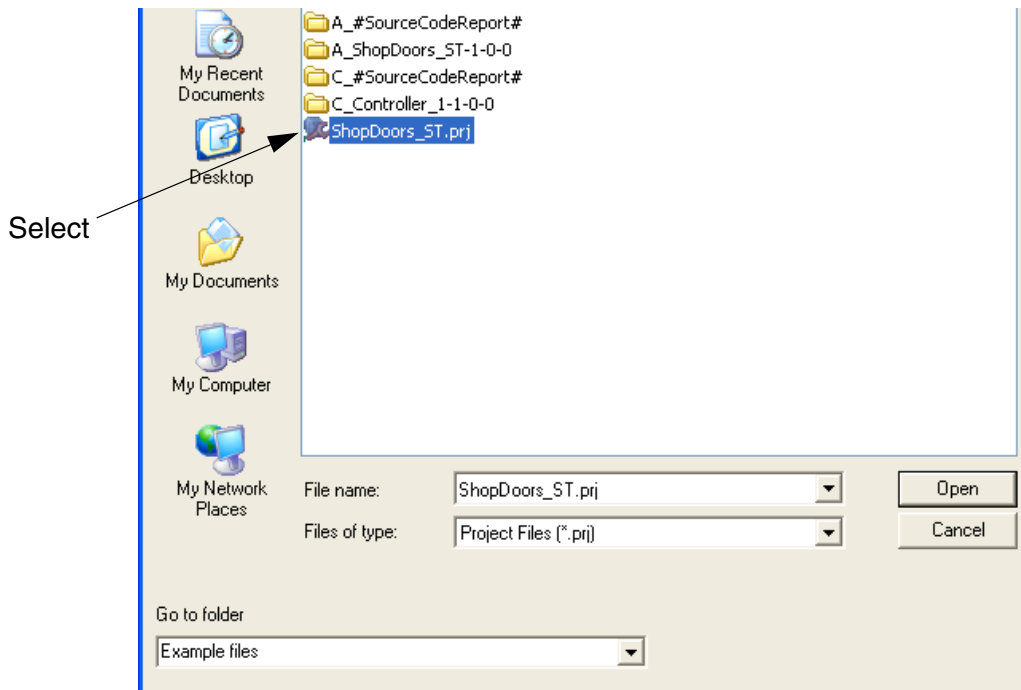 A_#SourceCodeReport#
A_ShopDoors_ST-1-0-0
C_#SourceCodeReport#
C_Controller_1-1-0-0
ShopDoors_ST.prj
My Recent
Documents
Desktop
Select
My Documents
My Computer
My Network
Places
File name:
ShopDoors_ST.prj
Open
Files of type:
Project Files (*.prj)
Cancel
Go to folder
Example files